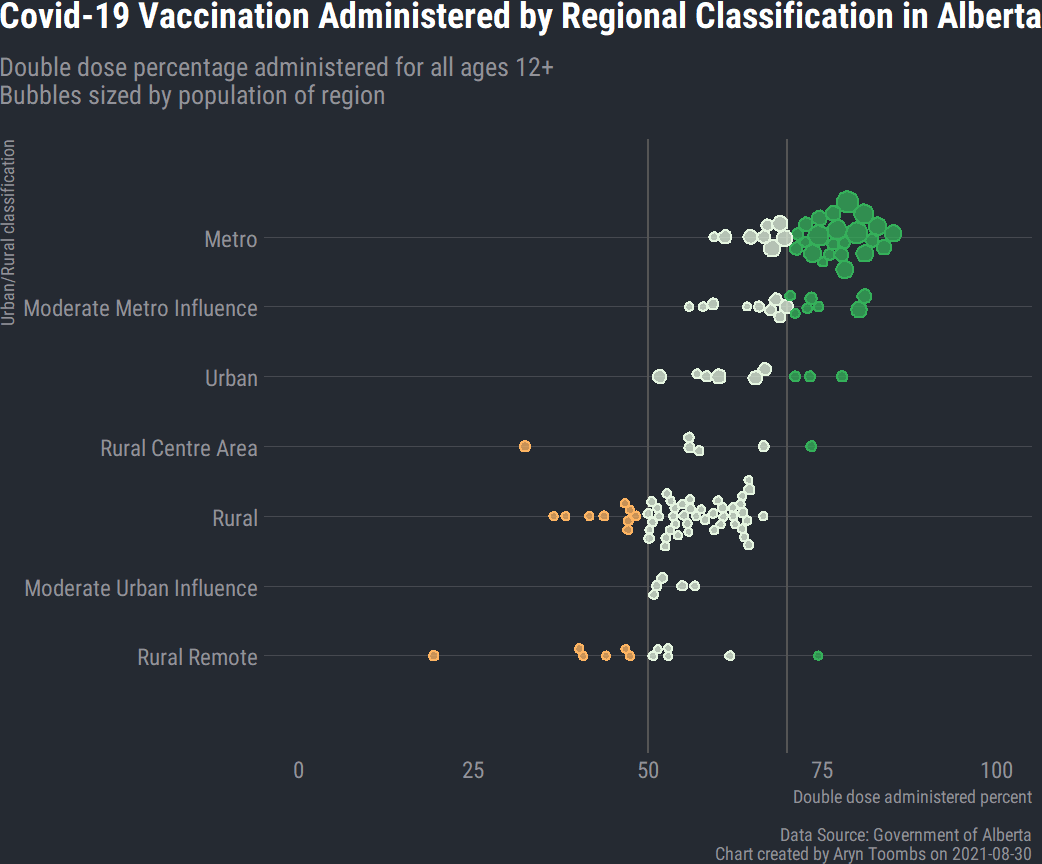 Covid-19 Vaccination Administered by Regional Classification in Alberta
Double dose percentage administered for all ages 12+
Bubbles sized by population of region
Urban/Rural classification
Metro
Moderate Metro Influence
Urban
Rural Centre Area
Rural
Moderate Urban Influence
Rural Remote
0 25 50 75 100
Double dose administered percent
Data Source: Government of Alberta
Chart created by Aryn Toombs on 2021-08-30